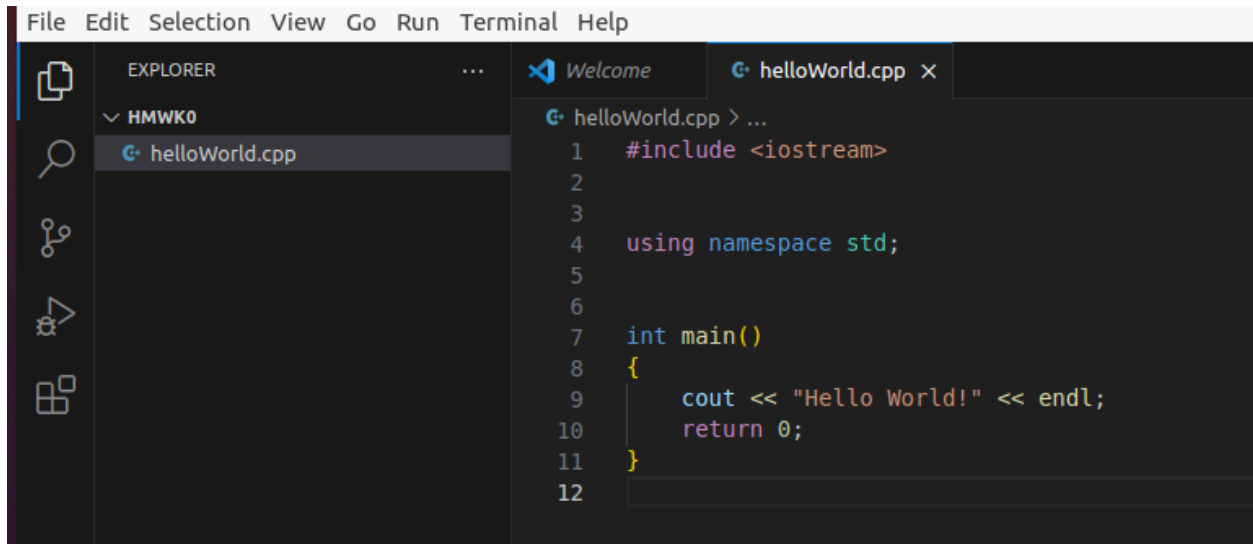 File Edit Selection View Go Run Terminal Help
EXPLORER ...
HMWK0
helloWorld.cpp
Welcome
helloWorld.cpp
helloWorld.cpp > ...
1 #include <iostream>
2
3
4 using namespace std;
5
6
7 int main()
8 {
9 cout << "Hello World!" << endl;
10 return 0;
11 }
12